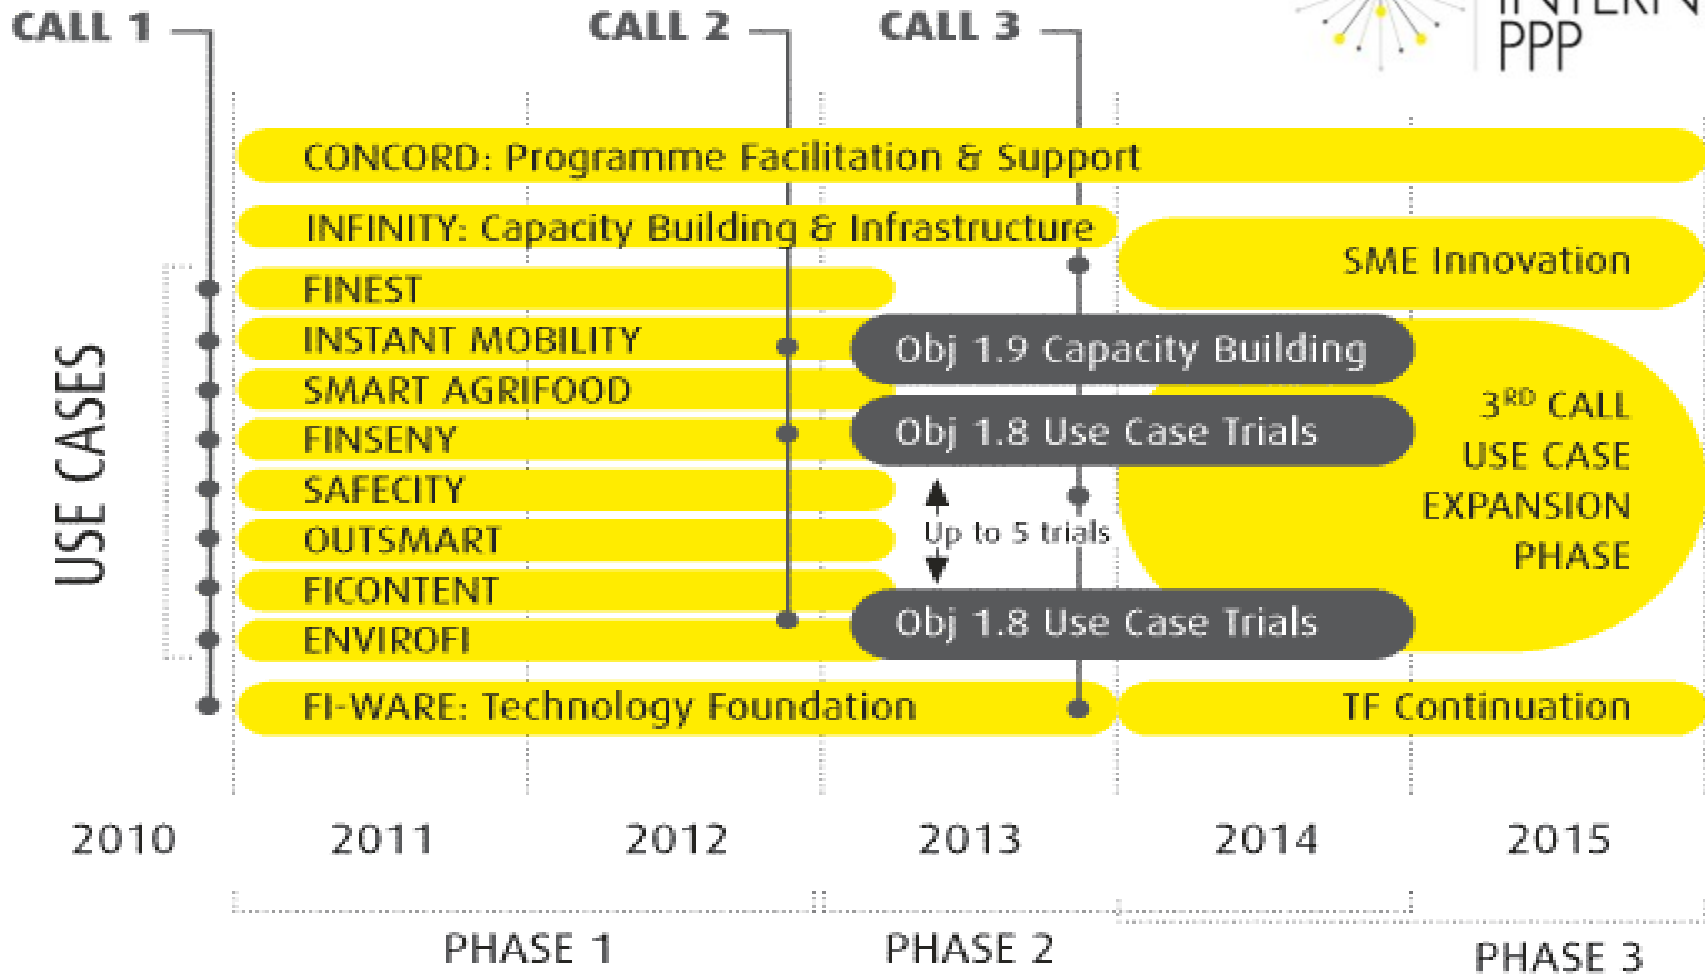 CALL 1
CALL 2
CALL 3
PPP
CONCORD: Programme Facilitation & Support
INFINITY: Capacity Building & Infrastructure
SME Innovation
USE CASES
FINEST
INSTANT MOBILITY
SMART AGRIFOOD
FINSENY
SAFECITY
OUTSMART
FICONTENT
ENVIROFI
Obj 1.9 Capacity Building
Obj 1.8 Use Case Trials
Up to 5 trials
Obj 1.8 Use Case Trials
3RD CALL
USE CASE
EXPANSION
PHASE
FI-WARE: Technology Foundation
TF Continuation
2010 2011 2012 2013 2014 2015
PHASE 1 PHASE 2 PHASE 3